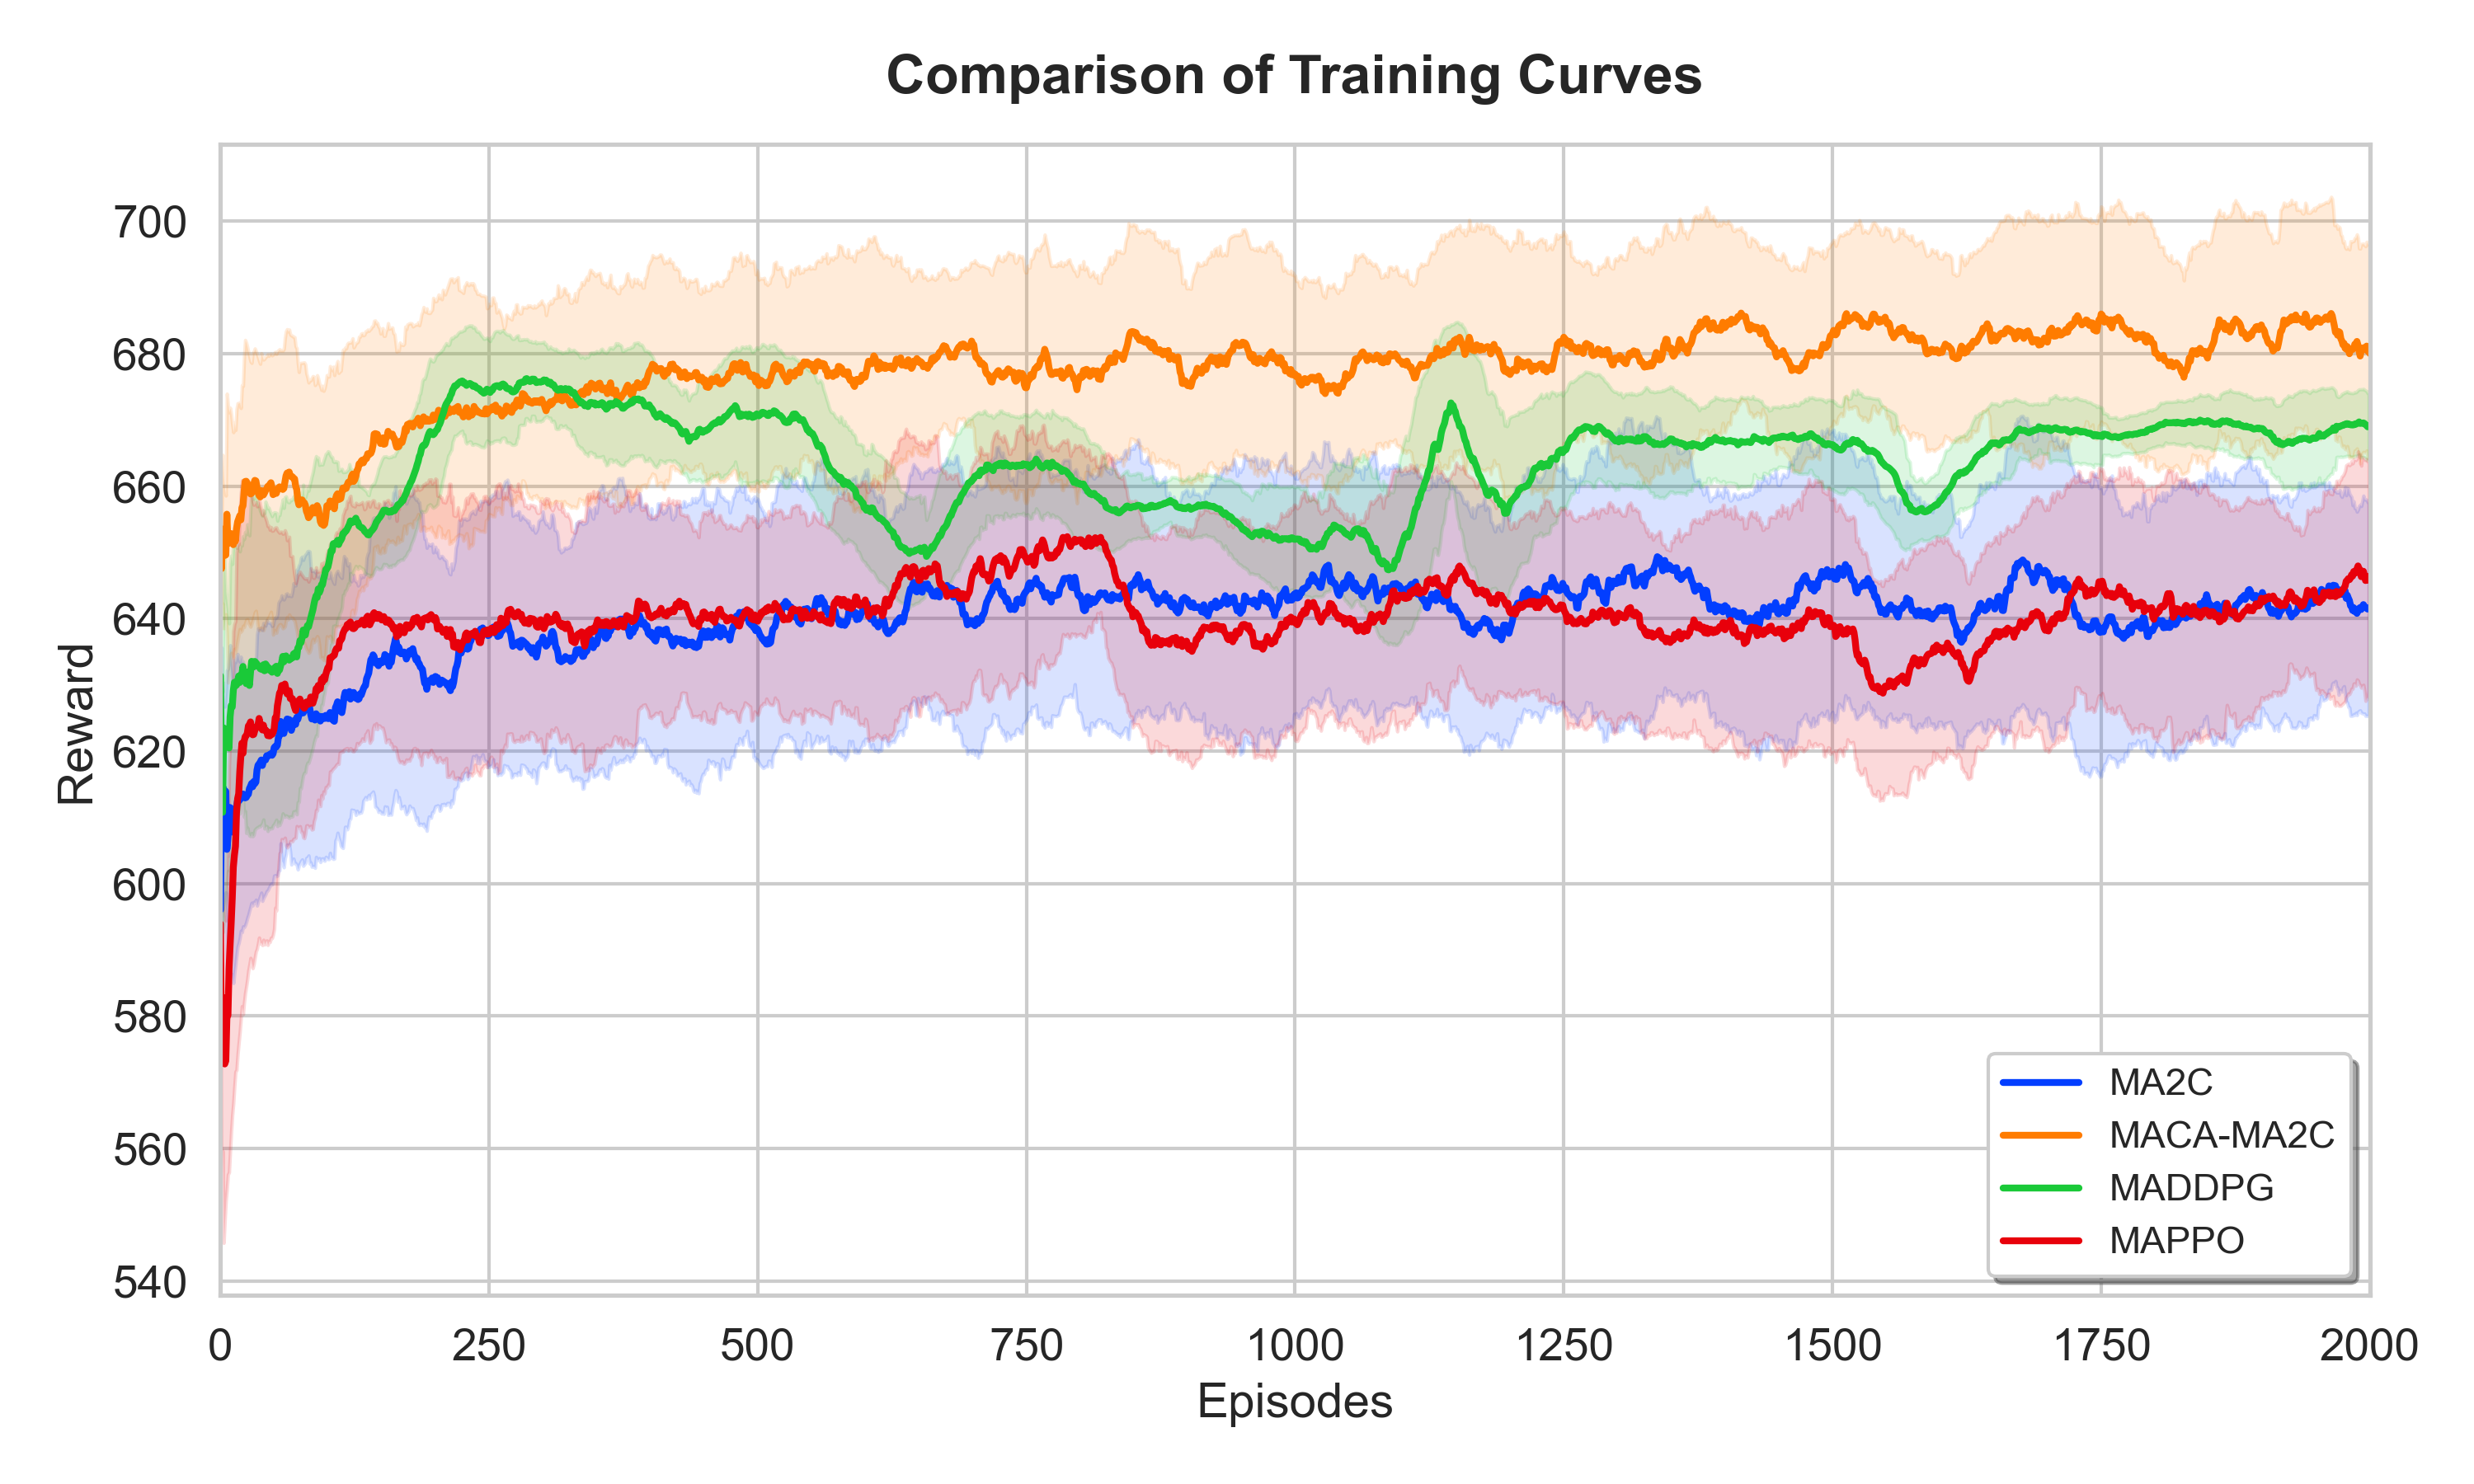 Comparison of Training Curves
Reward
700
680
660
640
620
600
580
560
540
0 250 500 750 1000 1250 1500 1750 2000
Episodes
MA2C
MACA-MA2C
MADDPG
MAPPO